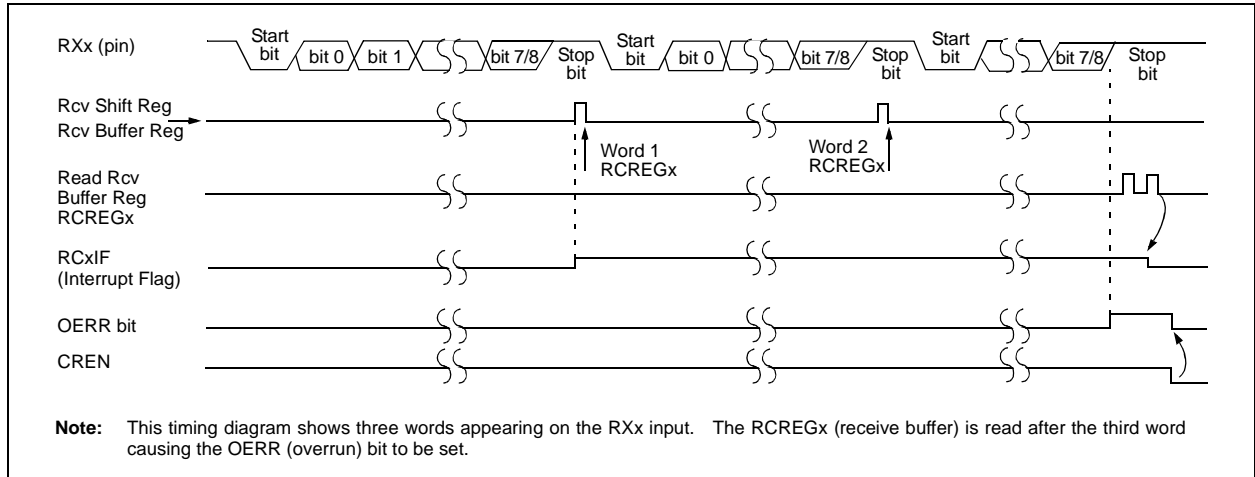 RXx (pin)
Start
bit
bit 0
bit 1
bit 7/8
Stop
bit
Start
bit
bit 0
bit 7/8
Stop
bit
Start
bit
bit 7/8
Stop
bit
Rcv Shift Reg
Rcv Buffer Reg
Word 1
RCREGx
Word 2
RCREGx
Read Rcv
Buffer Reg
RCREGx
RCxIF
(Interrupt Flag)
OERR bit
CREN
Note: This timing diagram shows three words appearing on the RXx input. The RCREGx (receive buffer) is read after the third word
causing the OERR (overrun) bit to be set.